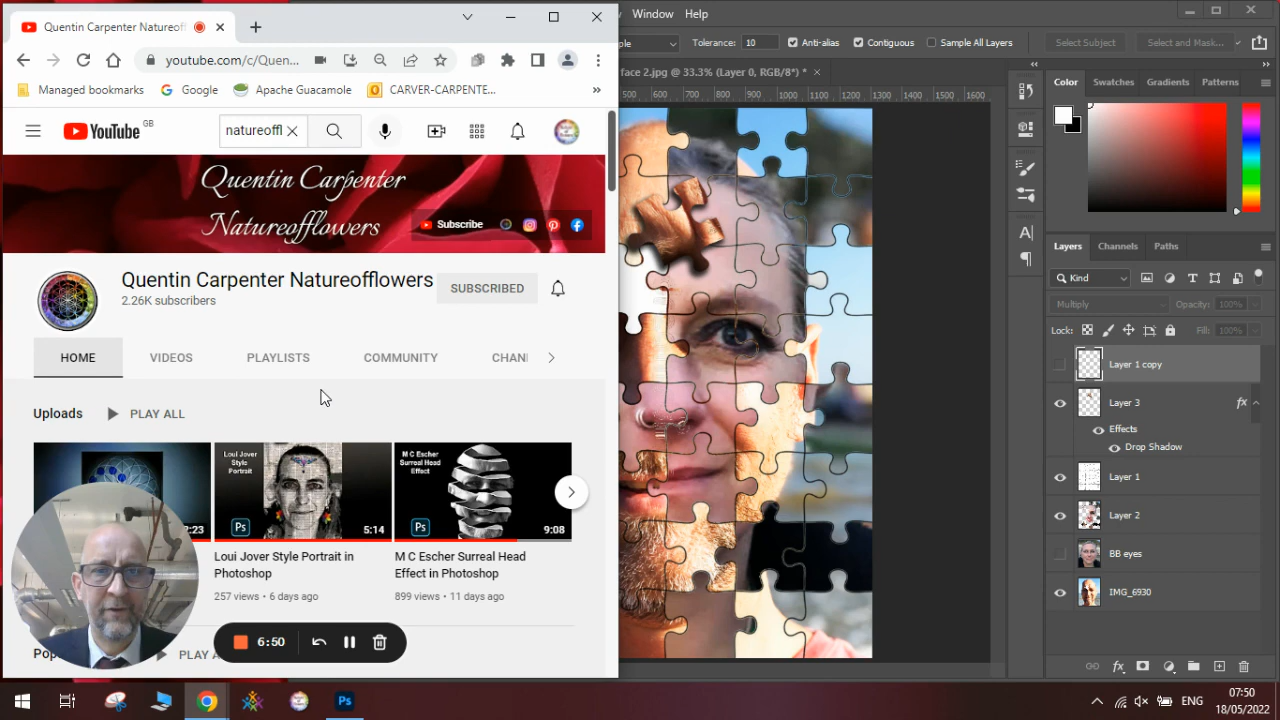 Quentin Carpenter Natureoff
youtube.com/c/Quen...
Managed bookmarks
Google
Apache Guacamole
CARVER-CARPENTE...
»
YouTube GB
natureoffl
Quentin Carpenter
Natureofflowers
Subscribe
Quentin Carpenter Natureofflowers
2.26K subscribers
SUBSCRIBED
HOME
VIDEOS
PLAYLISTS
COMMUNITY
CHAN
Uploads
PLAY ALL
Loui Jover
Style
Portrait
Ps
5:14
M C Escher
Surreal Head
Effect
Ps
9:08
Loui Jover Style Portrait in
Photoshop
257 views • 6 days ago
M C Escher Surreal Head
Effect in Photoshop
899 views • 11 days ago
6:50
PLAY A
Window
Help
Tolerance:
10
Anti-alias
Contiguous
Sample All Layers
Select Subject
Select and Mask...
face 2.jpg @ 33.3% (Layer 0, RGB/8*) *
500 600 700 800 900 1000 1100 1200 1300 1400 1500 1600
Color
Swatches
Gradients
Patterns
Layers
Channels
Paths
Kind
Multiply
Opacity: 100%
Lock:
Fill: 100%
Layer 1 copy
Layer 3
fx
Effects
Drop Shadow
Layer 1
Layer 2
BB eyes
IMG_6930
fx
Ps
ENG
07:50
18/05/2022